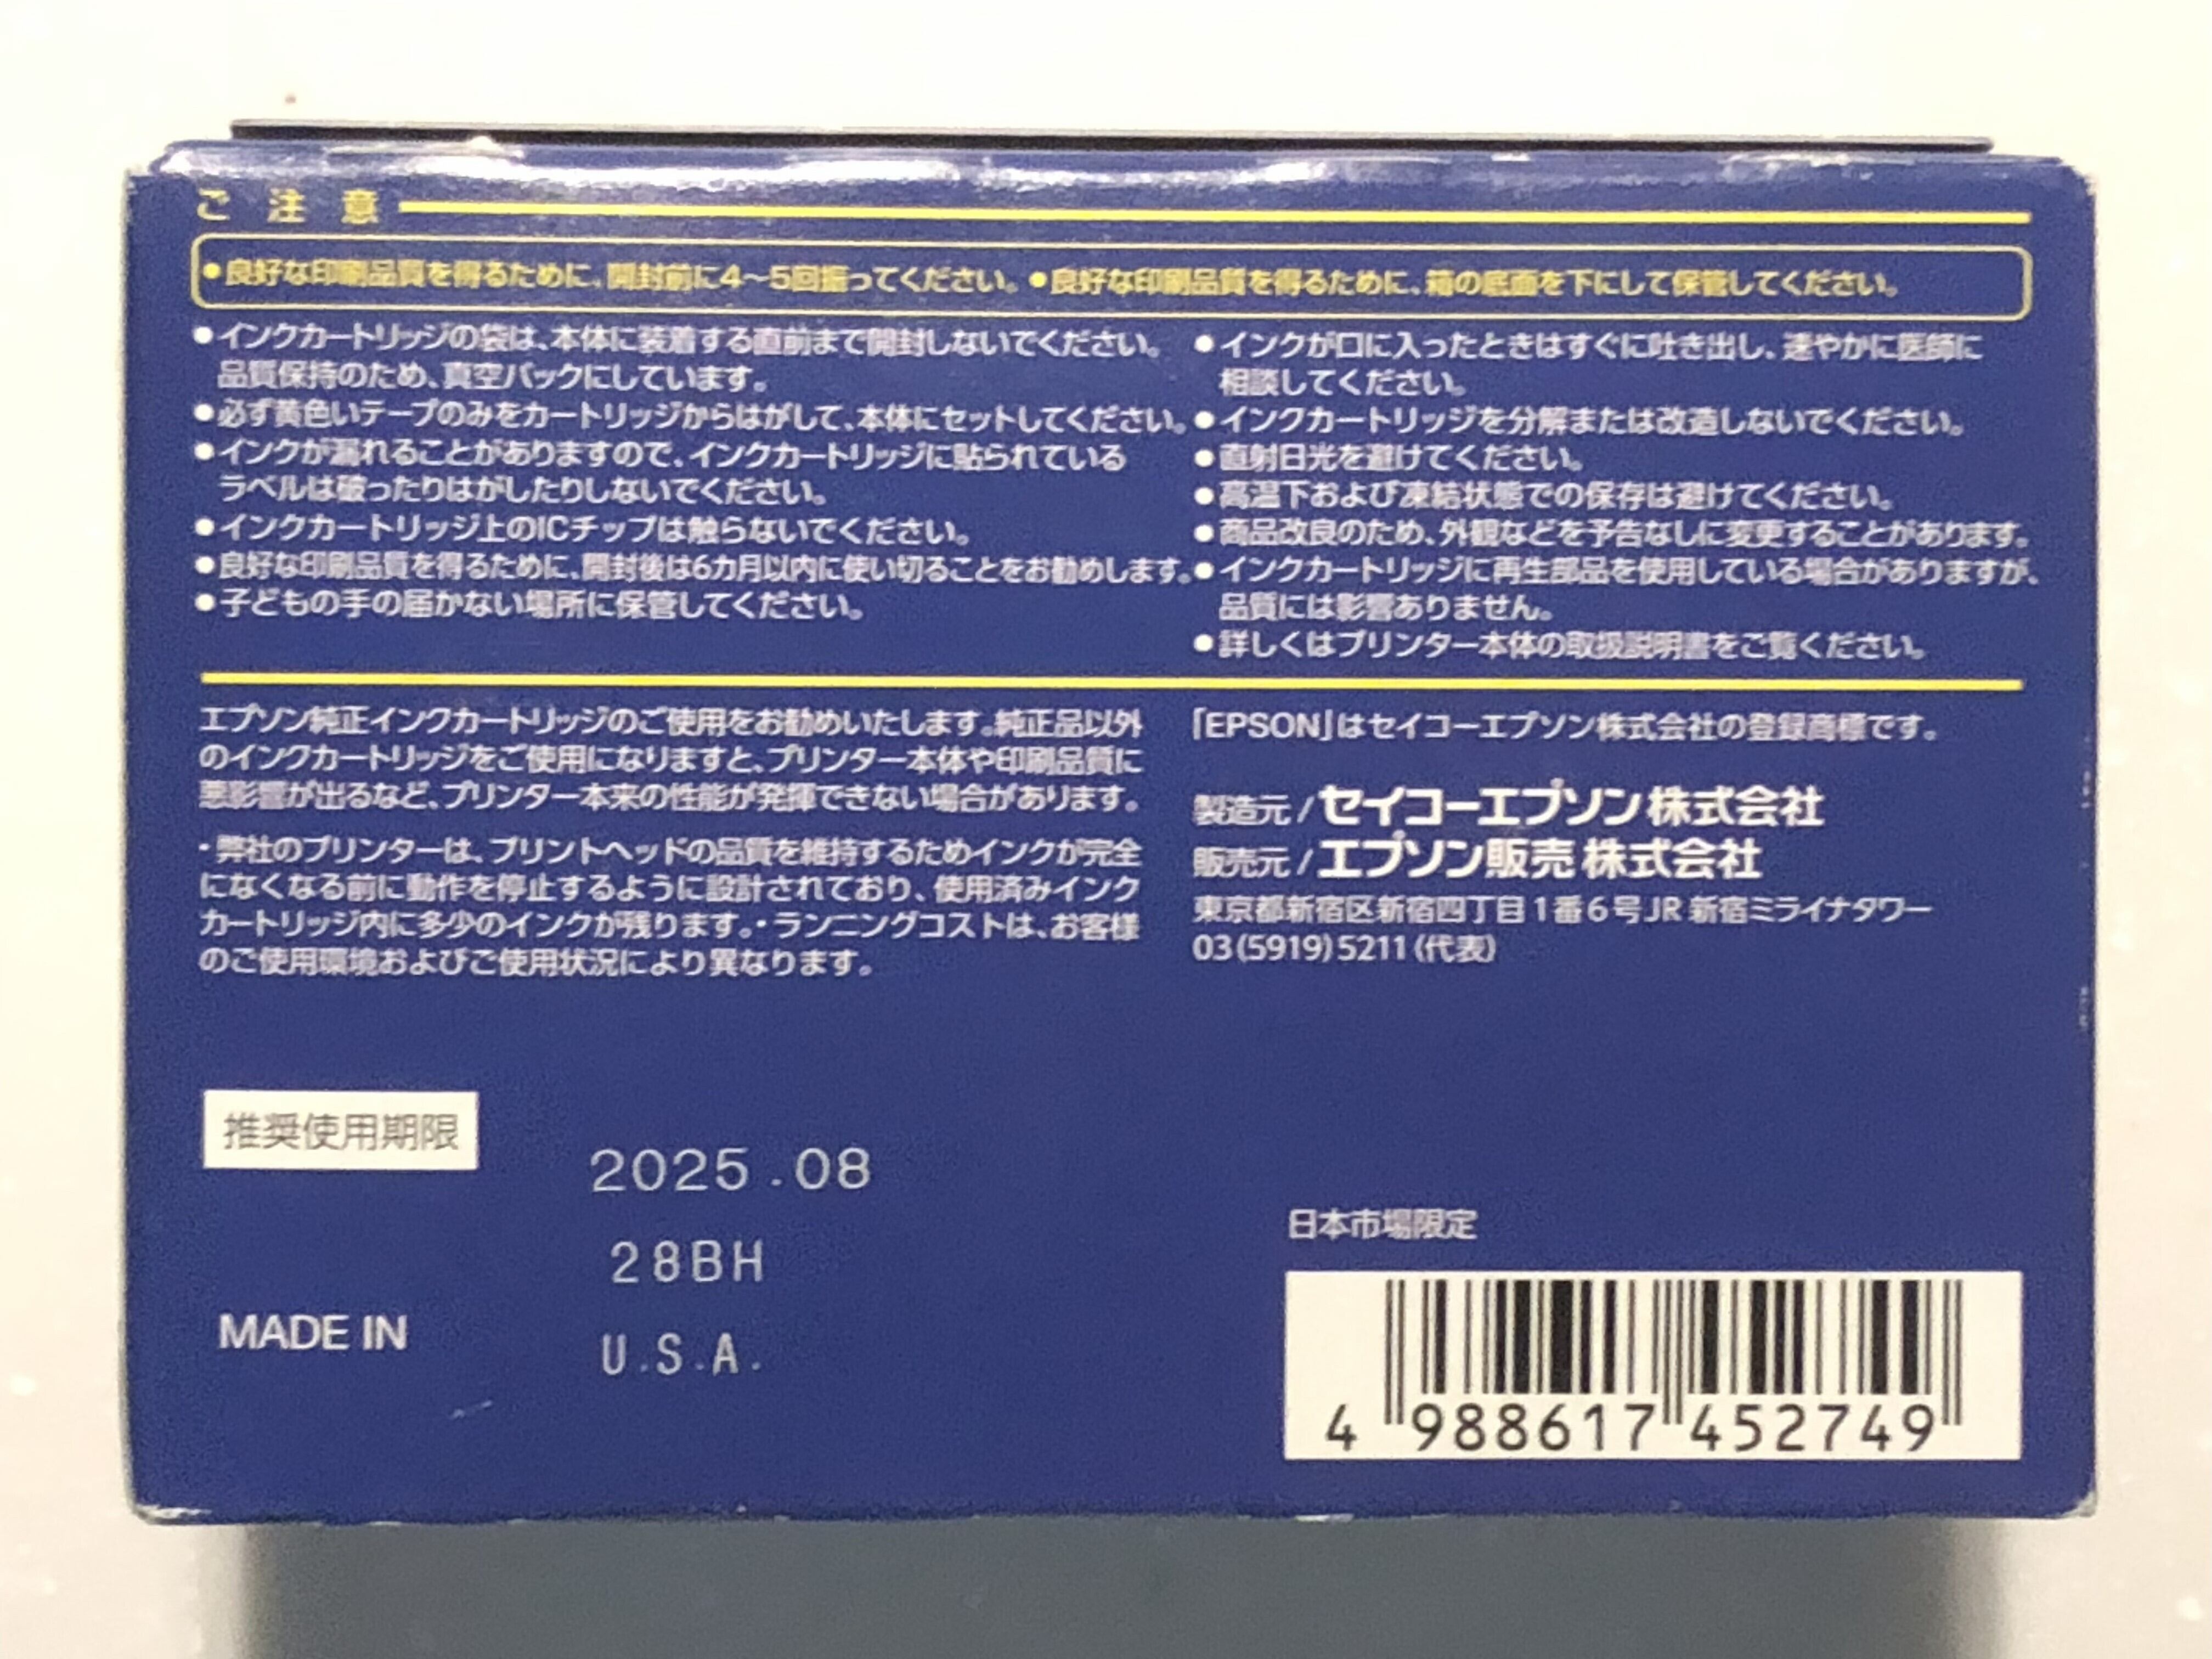 ご注意
●良好な印刷品質を得るために、開封前に4～5回振ってください。●良好な印刷品質を得るために、箱の底面を下にして保管してください。
●インクカートリッジの袋は、本体に装着する直前まで開封しないでください。
品質保持のため、真空パックにしています。
●必ず黄色いテープのみをカートリッジからはがして、本体にセットしてください。
●インクが漏れることがありますので、インクカートリッジに貼られている
ラベルは破ったりはがしたりしないでください。
●インクカートリッジ上のICチップは触らないでください。
●良好な印刷品質を得るために、開封後は6カ月以内に使い切ることをお勧めします。
●子どもの手の届かない場所に保管してください。
●インクが口に入ったときはすぐに吐き出し、速やかに医師に
相談してください。
●インクカートリッジを分解または改造しないでください。
●直射日光を避けてください。
●高温下および凍結状態での保存は避けてください。
●商品改良のため、外観などを予告なしに変更することがあります。
●インクカートリッジに再生部品を使用している場合がありますが、
品質には影響ありません。
●詳しくはプリンター本体の取扱説明書をご覧ください。
エプソン純正インクカートリッジのご使用をお勧めいたします。純正品以外
のインクカートリッジをご使用になりますと、プリンター本体や印刷品質に
悪影響が出るなど、プリンター本来の性能が発揮できない場合があります。
・弊社のプリンターは、プリントヘッドの品質を維持するためインクが完全
になくなる前に動作を停止するように設計されており、使用済みインク
カートリッジ内に多少のインクが残ります。・ランニングコストは、お客様
のご使用環境およびご使用状況により異なります。
「EPSON」はセイコーエプソン株式会社の登録商標です。
製造元/セイコーエプソン株式会社
販売元/エプソン販売株式会社
東京都新宿区新宿四丁目1番6号JR新宿ミライナタワー
03(5919)5211(代表)
推奨使用期限
2025.08
28BH
MADE IN
U.S.A.
日本市場限定
4 988617 452749